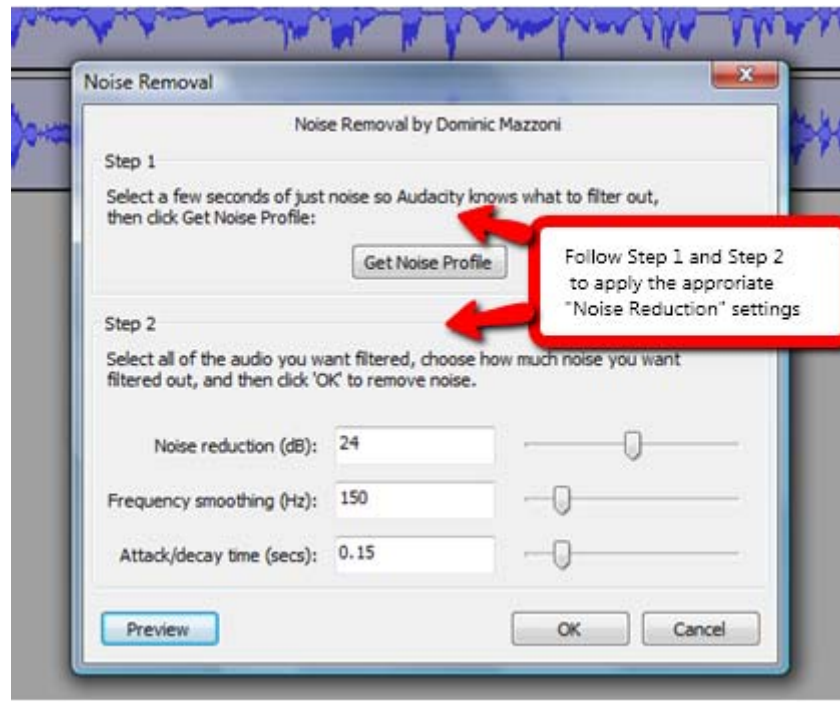 Noise Removal
Noise Removal by Dominic Mazzoni
Step 1
Select a few seconds of just noise so Audacity knows what to filter out,
then click Get Noise Profile:
Get Noise Profile
Follow Step 1 and Step 2
to apply the approriate
"Noise Reduction" settings
Step 2
Select all of the audio you want filtered, choose how much noise you want
filtered out, and then click 'OK' to remove noise.
Noise reduction (dB): 24
Frequency smoothing (Hz): 150
Attack/decay time (secs): 0.15
Preview OK Cancel